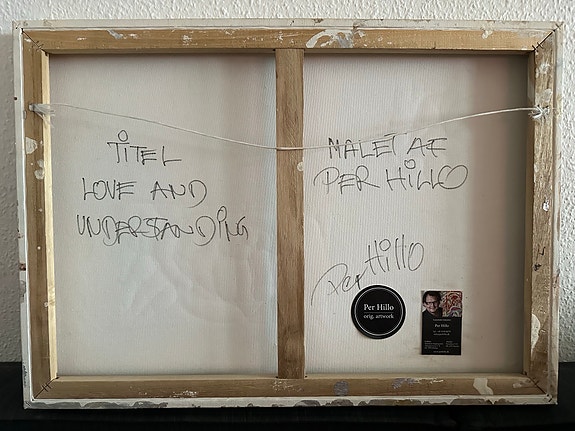 TITEL
LOVE AND
UNDERSTANDING
MALET AF
PER HILLO
Per Hillo
Per Hillo
orig. artwork
Per Hillo